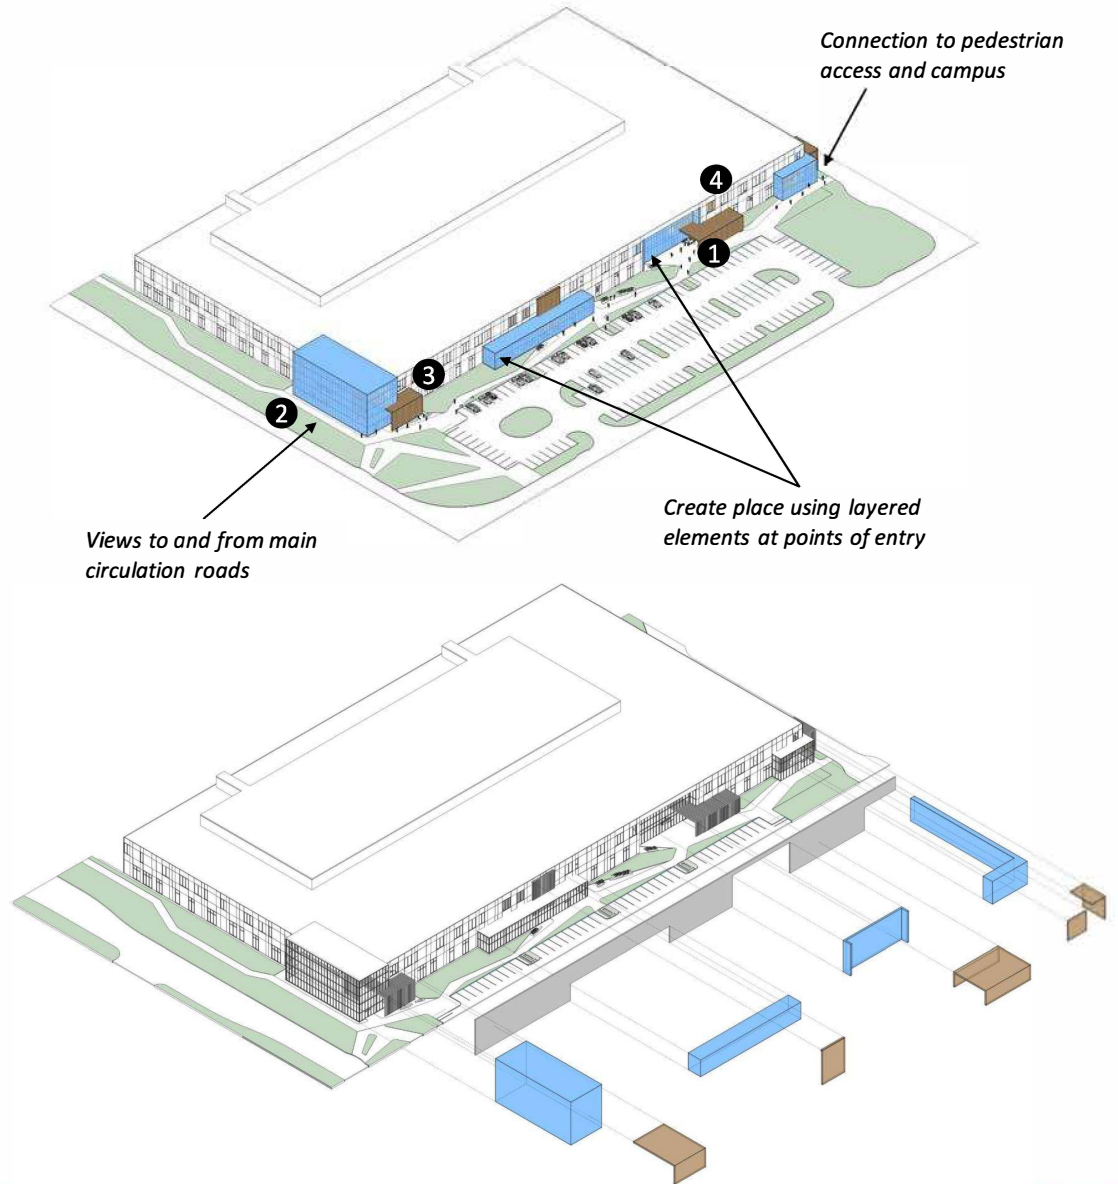 Connection to pedestrian
access and campus
4
1
3
2
Create place using layered
elements at points of entry
Views to and from main
circulation roads